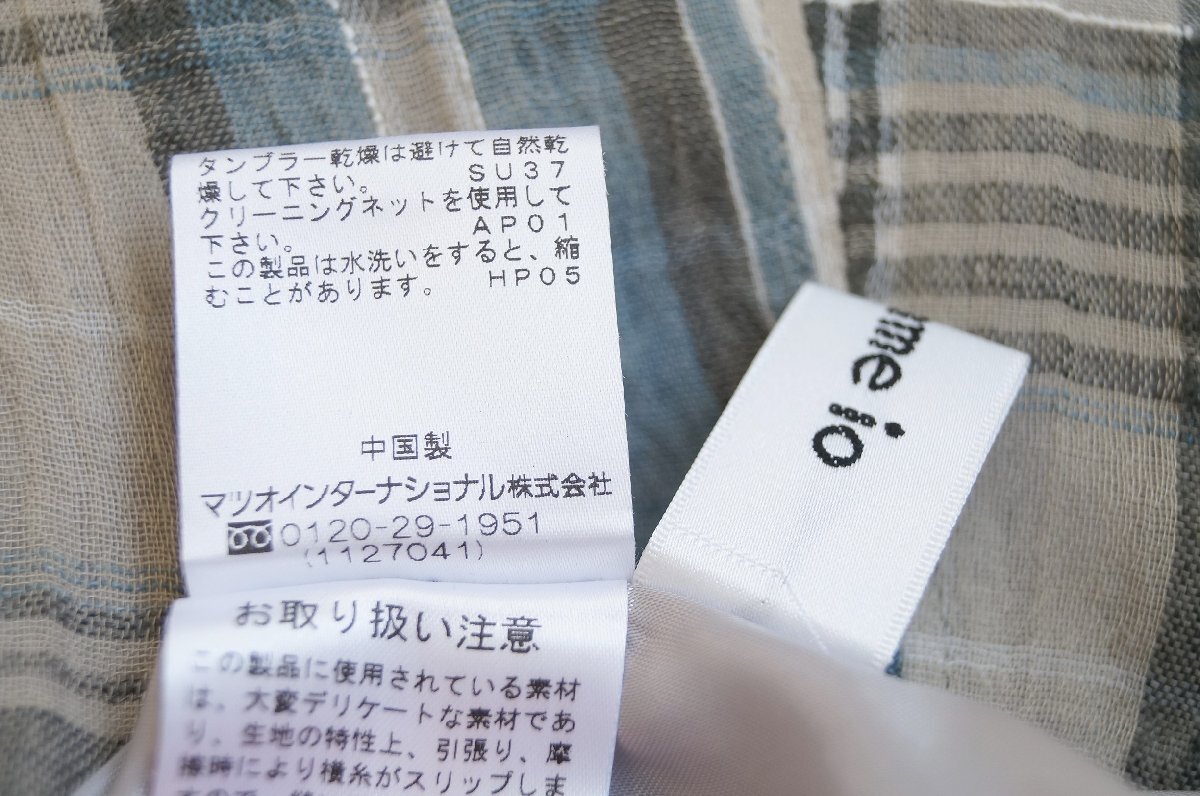 タンブラー乾燥は避けて自然乾
燥して下さい。 SU37
クリーニングネットを使用して
下さい。 AP01
この製品は水洗いをすると、縮
むことがあります。 HP05
中国製
マツオインターナショナル株式会社
0120-29-1951
(1127041)
お取り扱い注意
この製品に使用されている素材
は、大変デリケートな素材であ
り、生地の特性上、引張り、摩
擦時により横糸がスリップしま
me iio